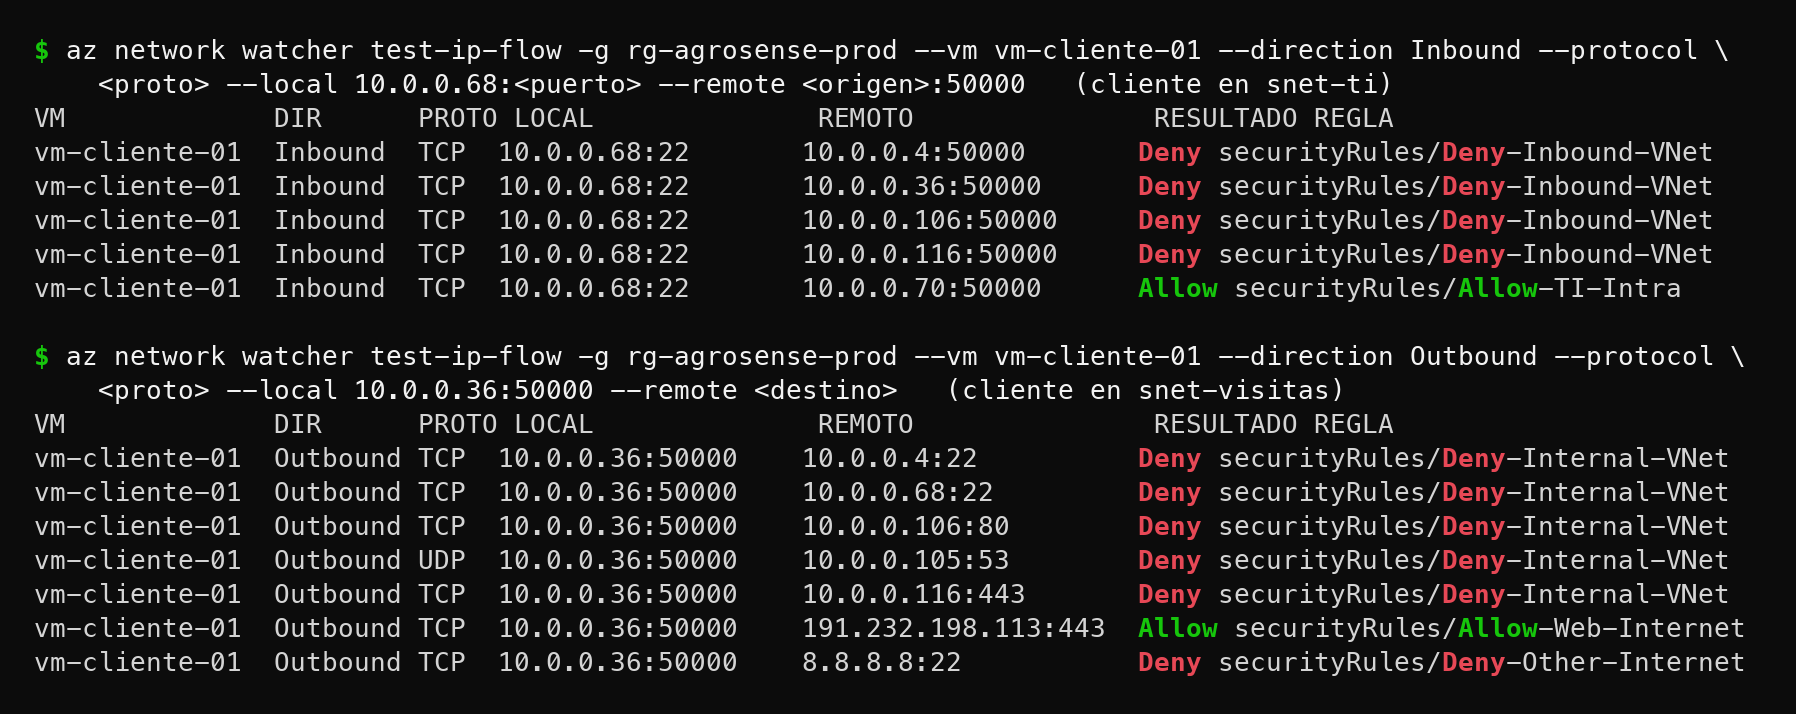 $ az network watcher test-ip-flow -g rg-agrosense-prod --vm vm-cliente-01 --direction Inbound --protocol \
<proto> --local 10.0.0.68:<puerto> --remote <origen>:50000 (cliente en snet-ti)
VM DIR PROTO LOCAL REMOTO RESULTADO REGLA
vm-cliente-01 Inbound TCP 10.0.0.68:22 10.0.0.4:50000 Deny securityRules/Deny-Inbound-VNet
vm-cliente-01 Inbound TCP 10.0.0.68:22 10.0.0.36:50000 Deny securityRules/Deny-Inbound-VNet
vm-cliente-01 Inbound TCP 10.0.0.68:22 10.0.0.106:50000 Deny securityRules/Deny-Inbound-VNet
vm-cliente-01 Inbound TCP 10.0.0.68:22 10.0.0.116:50000 Deny securityRules/Deny-Inbound-VNet
vm-cliente-01 Inbound TCP 10.0.0.68:22 10.0.0.70:50000 Allow securityRules/Allow-TI-Intra
$ az network watcher test-ip-flow -g rg-agrosense-prod --vm vm-cliente-01 --direction Outbound --protocol \
<proto> --local 10.0.0.36:50000 --remote <destino> (cliente en snet-visitas)
VM DIR PROTO LOCAL REMOTO RESULTADO REGLA
vm-cliente-01 Outbound TCP 10.0.0.36:50000 10.0.0.4:22 Deny securityRules/Deny-Internal-VNet
vm-cliente-01 Outbound TCP 10.0.0.36:50000 10.0.0.68:22 Deny securityRules/Deny-Internal-VNet
vm-cliente-01 Outbound TCP 10.0.0.36:50000 10.0.0.106:80 Deny securityRules/Deny-Internal-VNet
vm-cliente-01 Outbound UDP 10.0.0.36:50000 10.0.0.105:53 Deny securityRules/Deny-Internal-VNet
vm-cliente-01 Outbound TCP 10.0.0.36:50000 10.0.0.116:443 Deny securityRules/Deny-Internal-VNet
vm-cliente-01 Outbound TCP 10.0.0.36:50000 191.232.198.113:443 Allow securityRules/Allow-Web-Internet
vm-cliente-01 Outbound TCP 10.0.0.36:50000 8.8.8.8:22 Deny securityRules/Deny-Other-Internet